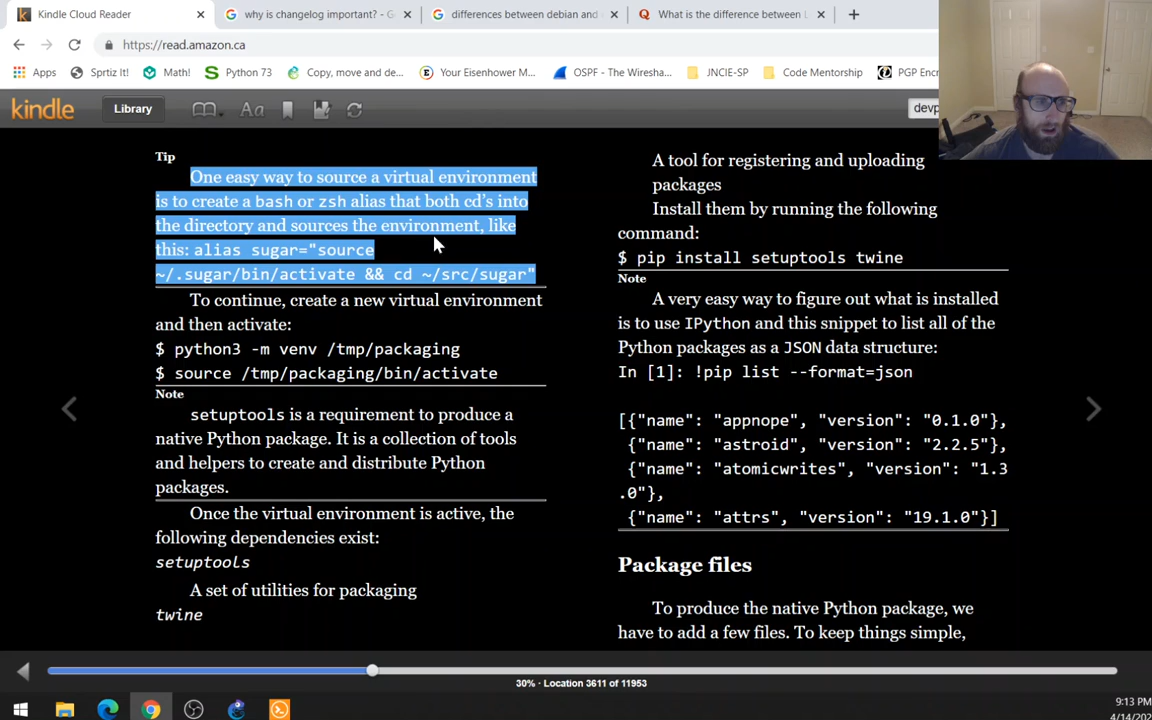 Kindle Cloud Reader
why is changelog important? - G
differences between debian and
What is the difference between
https://read.amazon.ca
Apps
Sprtiz It!
Math!
Python 73
Copy, move and de...
Your Eisenhower M...
OSPF - The Wiresha...
JNCIE-SP
Code Mentorship
PGP Encr
kindle
Library
Aa
devp
Tip
One easy way to source a virtual environment
is to create a bash or zsh alias that both cd's into
the directory and sources the environment, like
this: alias sugar="source
~/.sugar/bin/activate && cd ~/src/sugar"
To continue, create a new virtual environment
and then activate:
$ python3 -m venv /tmp/packaging
$ source /tmp/packaging/bin/activate
Note
setuptools is a requirement to produce a
native Python package. It is a collection of tools
and helpers to create and distribute Python
packages.
Once the virtual environment is active, the
following dependencies exist:
setuptools
A set of utilities for packaging
twine
A tool for registering and uploading
packages
Install them by running the following
command:
$ pip install setuptools twine
Note
A very easy way to figure out what is installed
is to use IPython and this snippet to list all of the
Python packages as a JSON data structure:
In [1]: !pip list --format=json
[{"name": "appnope", "version": "0.1.0"},
{"name": "astroid", "version": "2.2.5"},
{"name": "atomicwrites", "version": "1.3
.0"},
{"name": "attrs", "version": "19.1.0"}]
Package files
To produce the native Python package, we
have to add a few files. To keep things simple,
30% · Location 3611 of 11953
9:13 PM
4/14/202